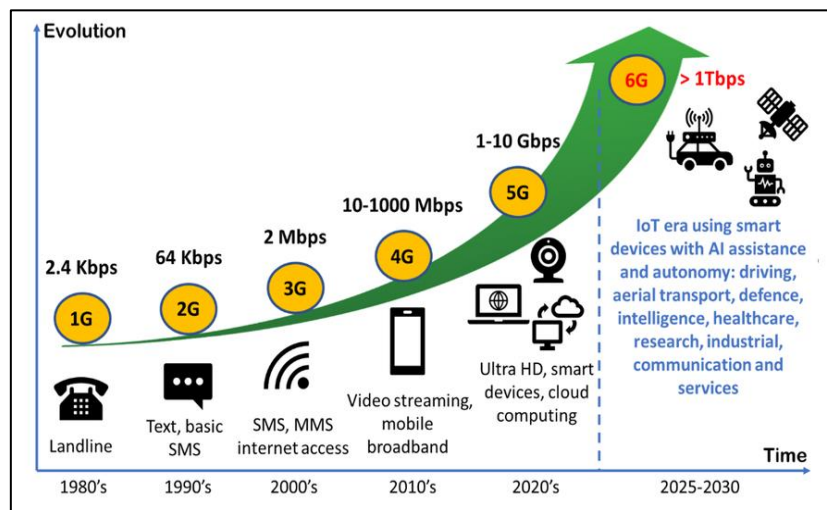 Evolution
6G
> 1Tbps
1-10 Gbps
5G
10-1000 Mbps
4G
2 Mbps
3G
64 Kbps
2G
2.4 Kbps
1G
Landline
Text, basic
SMS
SMS, MMS
internet access
Video streaming,
mobile
broadband
Ultra HD, smart
devices, cloud
computing
IoT era using smart
devices with AI assistance
and autonomy: driving,
aerial transport, defence,
intelligence, healthcare,
research, industrial,
communication and
services
Time
1980's
1990's
2000's
2010's
2020's
2025-2030